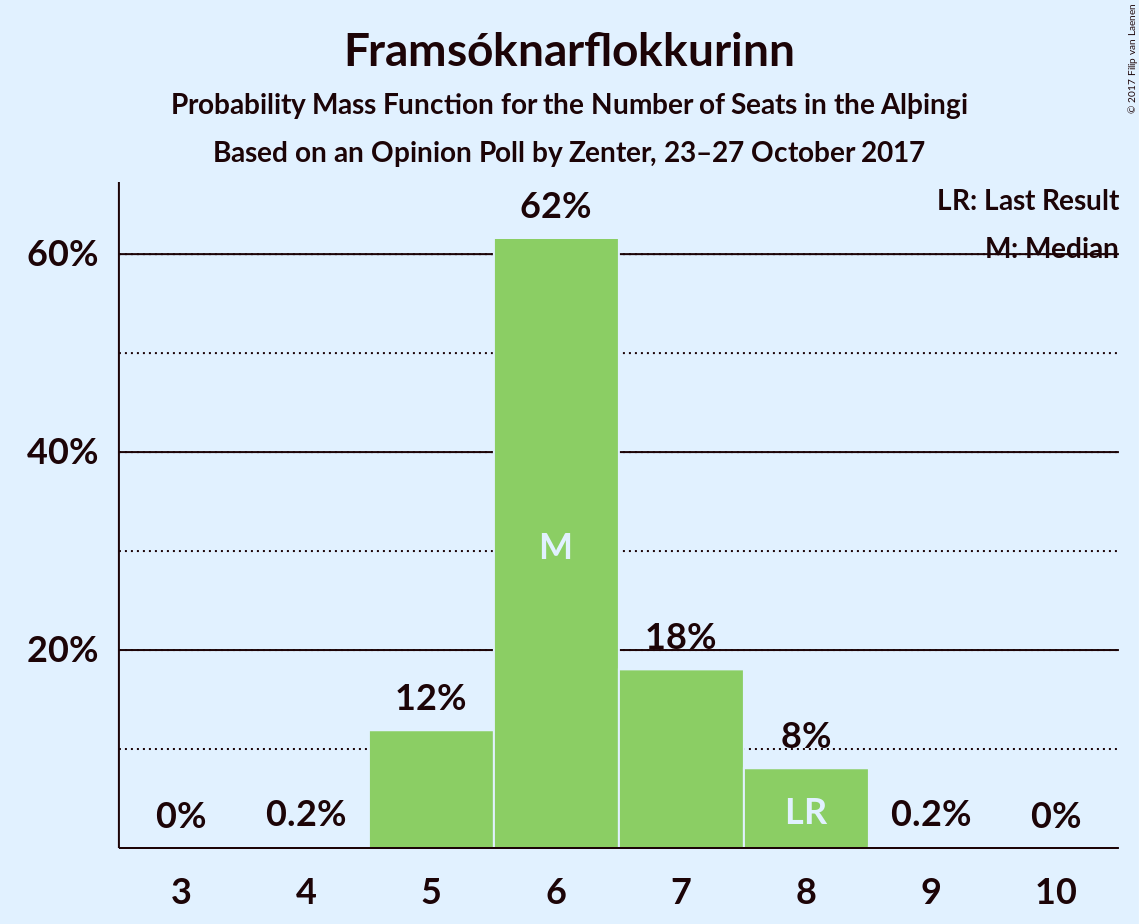 Framsóknarflokkurinn
Probability Mass Function for the Number of Seats in the Alþingi
Based on an Opinion Poll by Zenter, 23–27 October 2017
© 2017 Filip van Laenen
LR: Last Result
M: Median
60%
40%
20%
0%
0.2%
12%
62%
M
18%
8%
LR
0.2%
0%
3 4 5 6 7 8 9 10